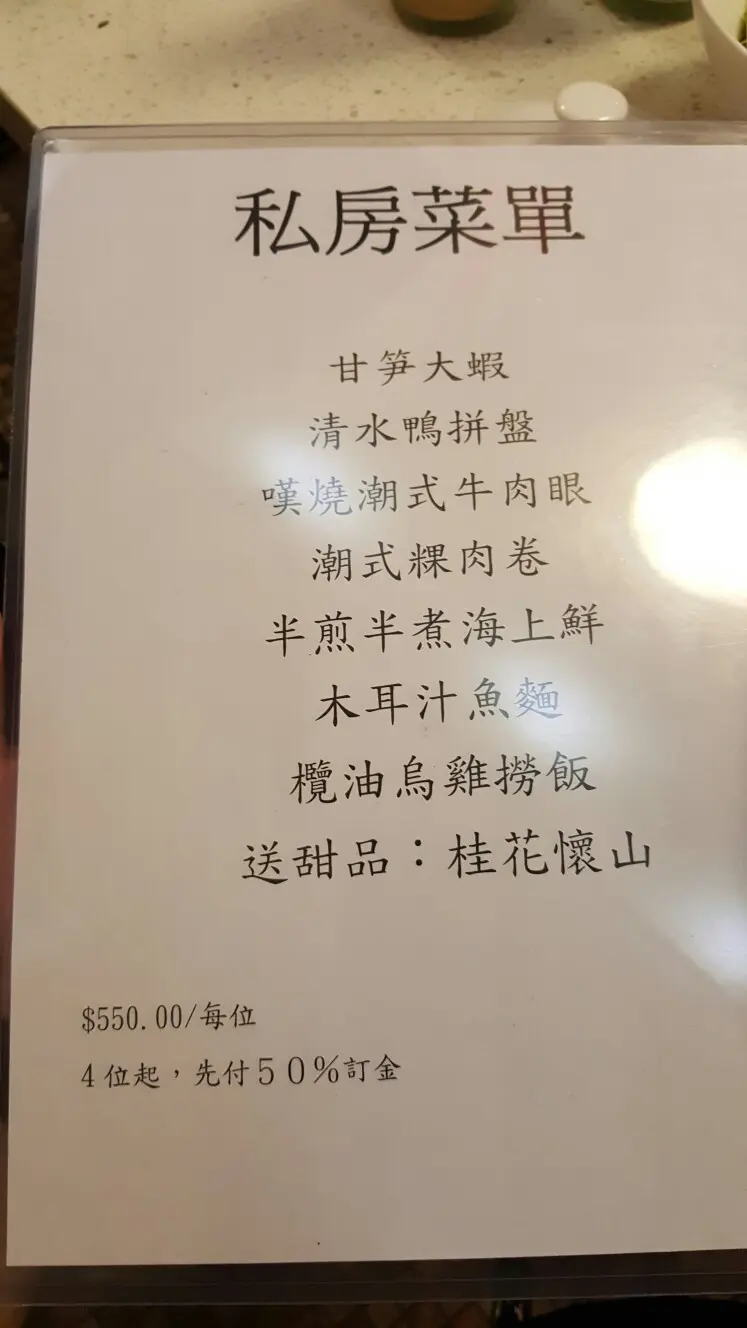 私房菜單
甘笋大蝦
清水鴨拼盤
嘆燒潮式牛肉眼
潮式粿肉卷
半煎半煮海上鮮
木耳汁魚麵
欖油烏雞撈飯
送甜品：桂花懷山
$550.00/每位
4位起，先付５０%訂金